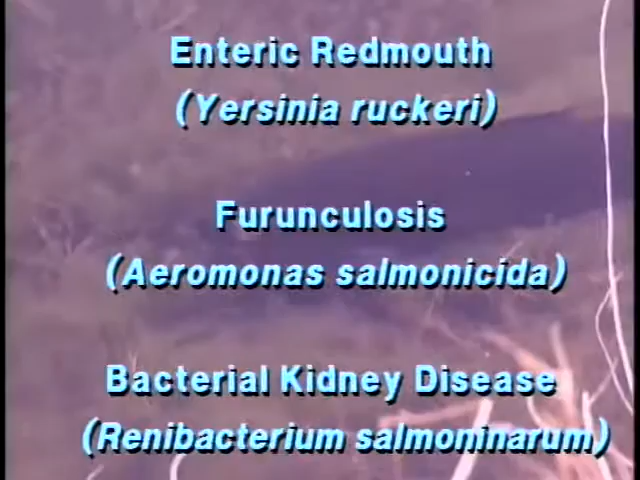 Enteric Redmouth
(Yersinia ruckeri)
Furunculosis
(Aeromonas salmonicida)
Bacterial Kidney Disease
(Renibacterium salmoninarum)